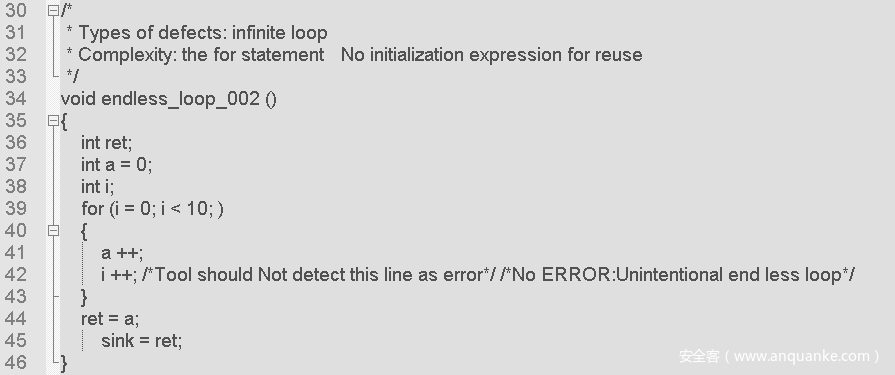 30 /*
31  * Types of defects: infinite loop
32  * Complexity: the for statement   No initialization expression for reuse
33  */
34 void endless_loop_002 ()
35 {
36     int ret;
37     int a = 0;
38     int i;
39     for (i = 0; i < 10; )
40     {
41         a ++;
42         i ++; /*Tool should Not detect this line as error*/ /*No ERROR:Unintentional end less loop*/
43     }
44     ret = a;
45         sink = ret;
46 }
安全客（www.anquanke.com）